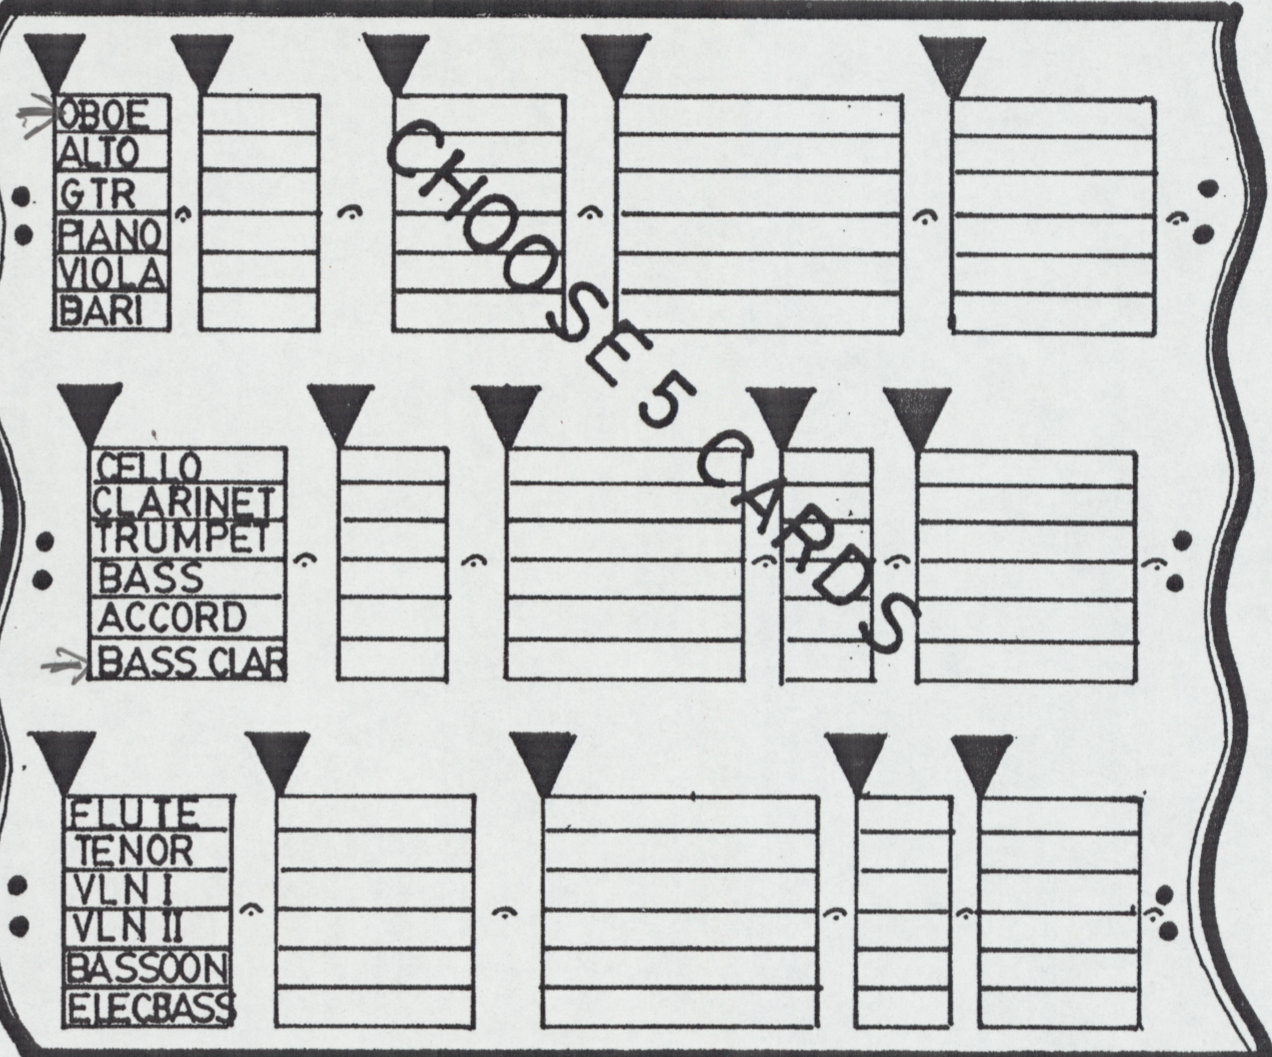 OBOE
ALTO
GTR
PIANO
VIOLA
BARI
CHOOSE 5 CARDS
CELLO
CLARINET
TRUMPET
BASS
ACCORD
BASS CLAR
FLUTE
TENOR
VLN I
VLN II
BASSOON
ELECBASS